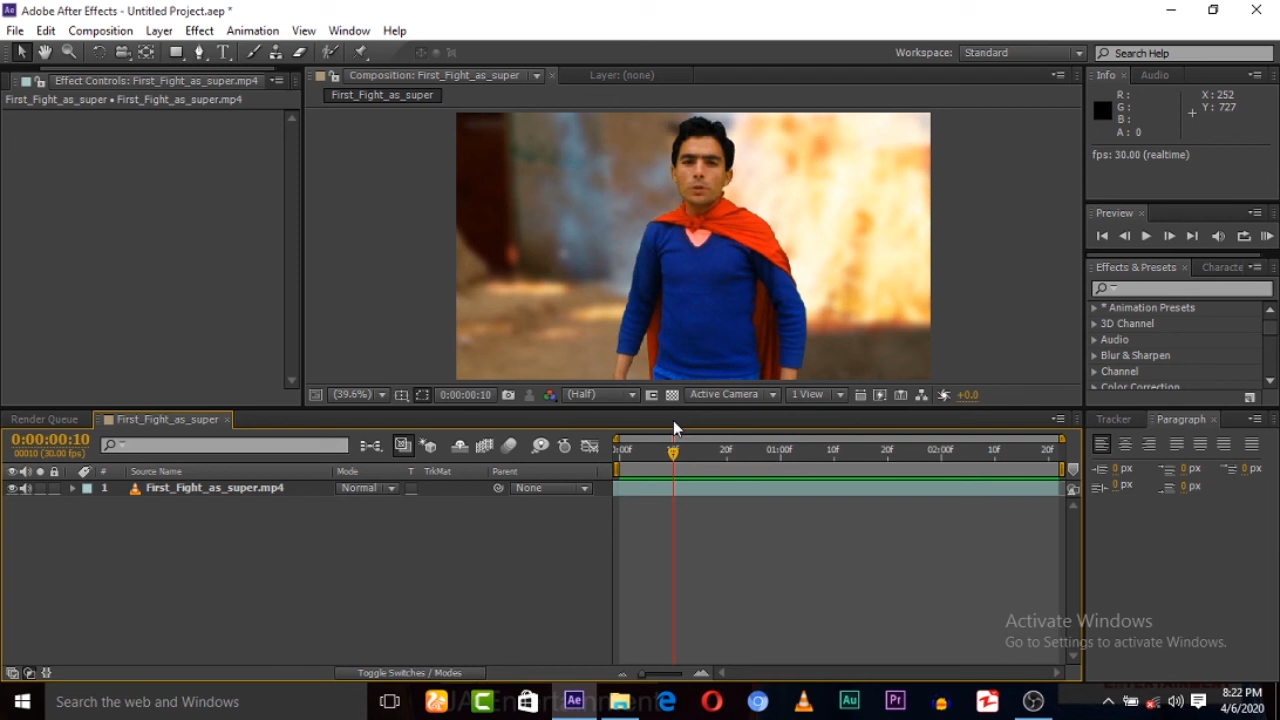 Adobe After Effects - Untitled Project.aep *
File Edit Composition Layer Effect Animation View Window Help
Workspace: Standard Search Help
Effect Controls: First_Fight_as_super.mp4
First_Fight_as_super • First_Fight_as_super.mp4
Composition: First_Fight_as_super Layer: (none)
First_Fight_as_super
Info Audio
R: X: 252
G: Y: 727
B:
A: 0
fps: 30.00 (realtime)
Preview
Effects & Presets Characte
* Animation Presets
3D Channel
Audio
Blur & Sharpen
Channel
Color Correction
(39.6%) 0:00:00:10 (Half) Active Camera 1 View +0.0
Render Queue First_Fight_as_super
0:00:00:10
00010 (30.00 fps)
# Source Name Mode T TrkMat Parent
1 First_Fight_as_super.mp4 Normal None
:00f 20f 01:00f 10f 20f 02:00f 10f 20f
Tracker Paragraph
0 px 0 px 0 px
0 px 0 px
Toggle Switches / Modes
Activate Windows
Go to Settings to activate Windows.
Search the web and Windows
8:22 PM
4/6/2020